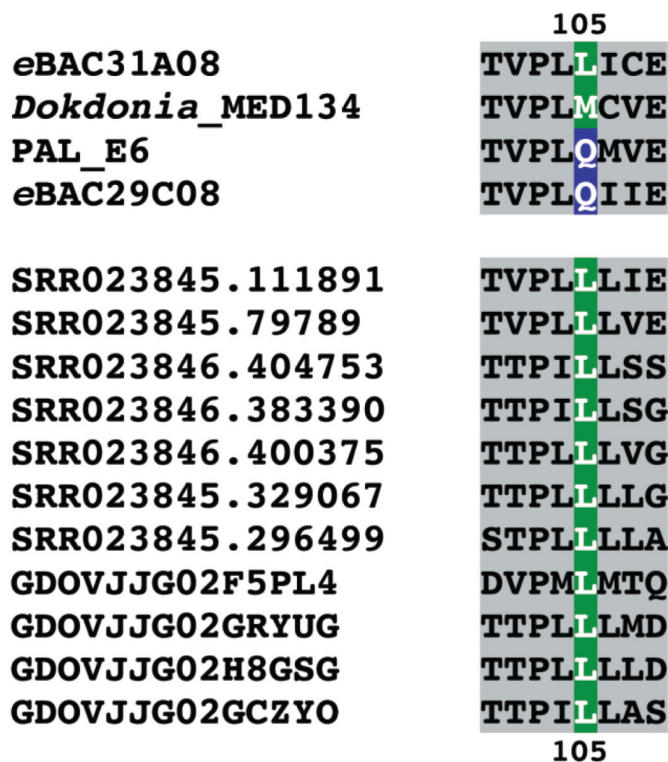 105
eBAC31A08 TVPLLICE
Dokdonia_MED134 TVPLMCVE
PAL_E6 TVPLQMVE
eBAC29C08 TVPLQIIE
SRR023845.111891 TVPLLLIE
SRR023845.79789 TVPLLLVE
SRR023846.404753 TTPILLSS
SRR023846.383390 TTPILLSG
SRR023846.400375 TTPLLLVG
SRR023845.329067 TTPLLLLG
SRR023845.296499 STPLLLLA
GDOVJJG02F5PL4 DVPMLMTQ
GDOVJJG02GRYUG TTPLLLMD
GDOVJJG02H8GSG TTPLLLLD
GDOVJJG02GCZYO TTPILLAS
105